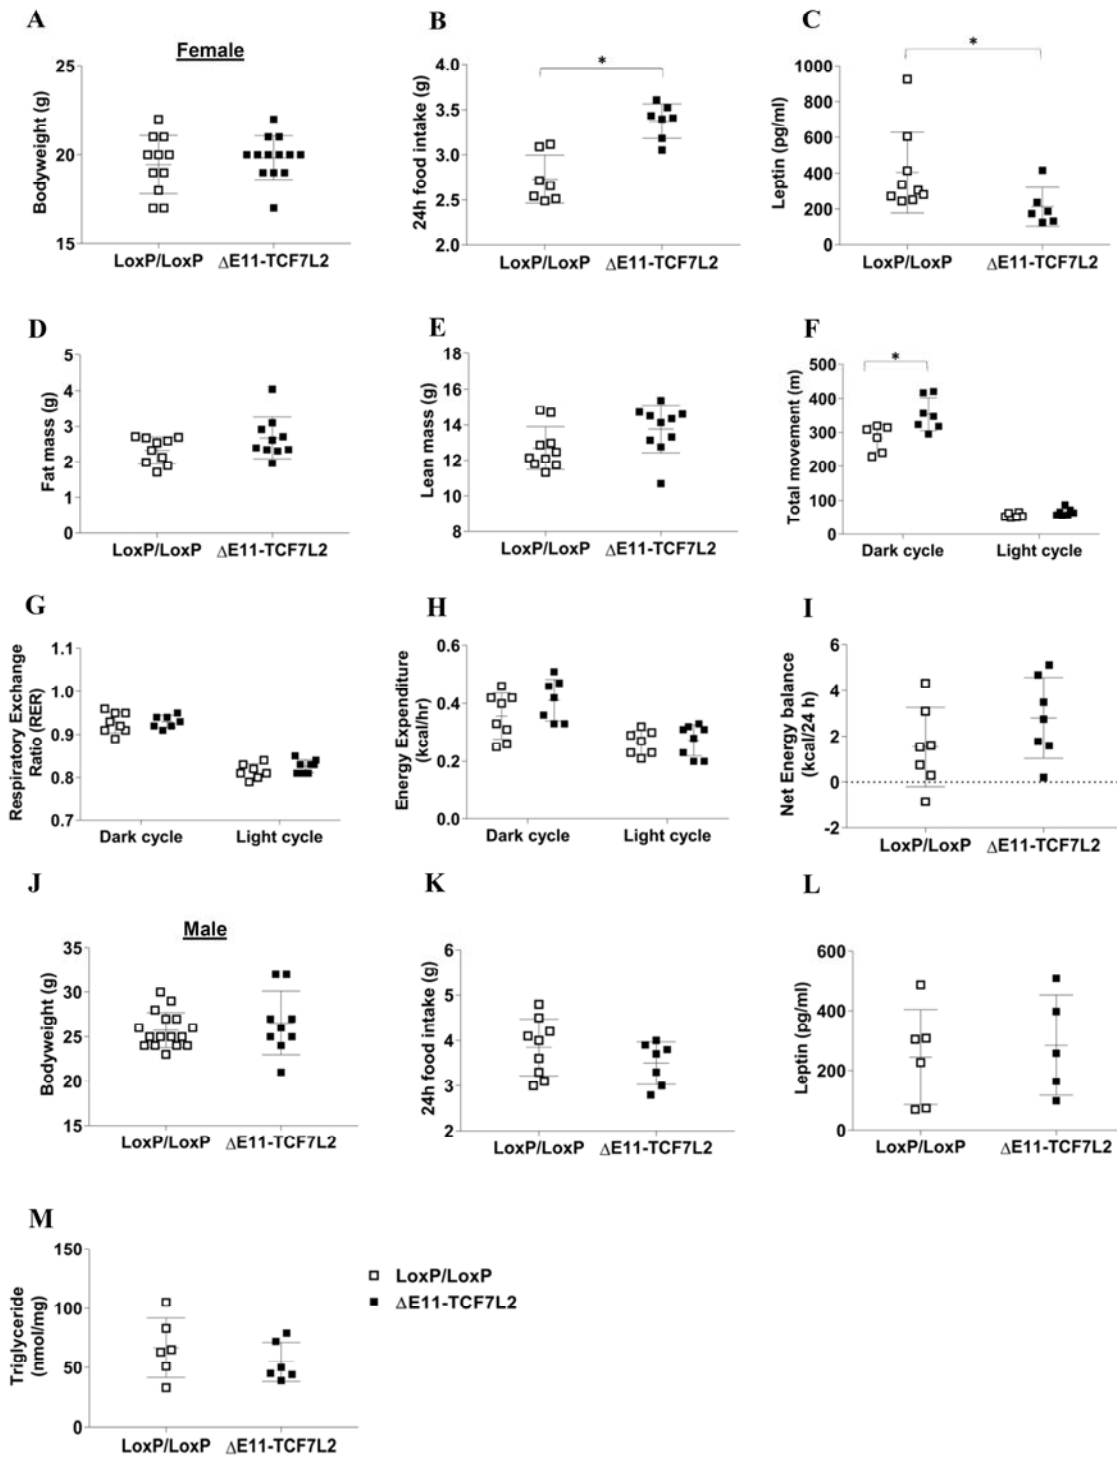 A
Female
Bodyweight (g)
25
20
15
LoxP/LoxP ΔE11-TCF7L2
B
*
24h food intake (g)
4.0
3.5
3.0
2.5
2.0
LoxP/LoxP ΔE11-TCF7L2
C
*
Leptin (pg/ml)
1000
800
600
400
200
0
LoxP/LoxP ΔE11-TCF7L2
D
Fat mass (g)
5
4
3
2
1
0
LoxP/LoxP ΔE11-TCF7L2
E
Lean mass (g)
18
16
14
12
10
8
LoxP/LoxP ΔE11-TCF7L2
F
*
Total movement (m)
500
400
300
200
100
0
Dark cycle Light cycle
G
Respiratory Exchange
Ratio (RER)
1.1
1.0
0.9
0.8
0.7
Dark cycle Light cycle
H
Energy Expenditure
(kcal/hr)
0.6
0.4
0.2
0.0
Dark cycle Light cycle
I
Net Energy balance
(kcal/24 h)
6
4
2
0
-2
LoxP/LoxP ΔE11-TCF7L2
J
Male
Bodyweight (g)
35
30
25
20
15
LoxP/LoxP ΔE11-TCF7L2
K
24h food intake (g)
6
5
4
3
2
LoxP/LoxP ΔE11-TCF7L2
L
Leptin (pg/ml)
600
400
200
0
LoxP/LoxP ΔE11-TCF7L2
M
Triglyceride
(nmol/mg)
150
100
50
0
LoxP/LoxP ΔE11-TCF7L2
LoxP/LoxP
ΔE11-TCF7L2